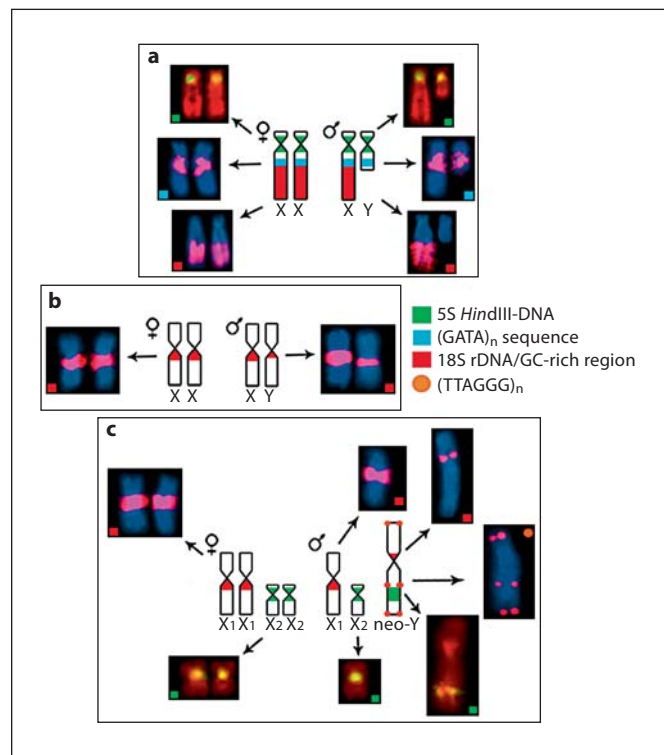 a
♀
♂
X X
X Y
b
♀
♂
X X
X Y
5S HindIII-DNA
(GATA)n sequence
18S rDNA/GC-rich region
(TTAGGG)n
c
♀
♂
X1 X1 X2 X2
X1 X2 neo-Y